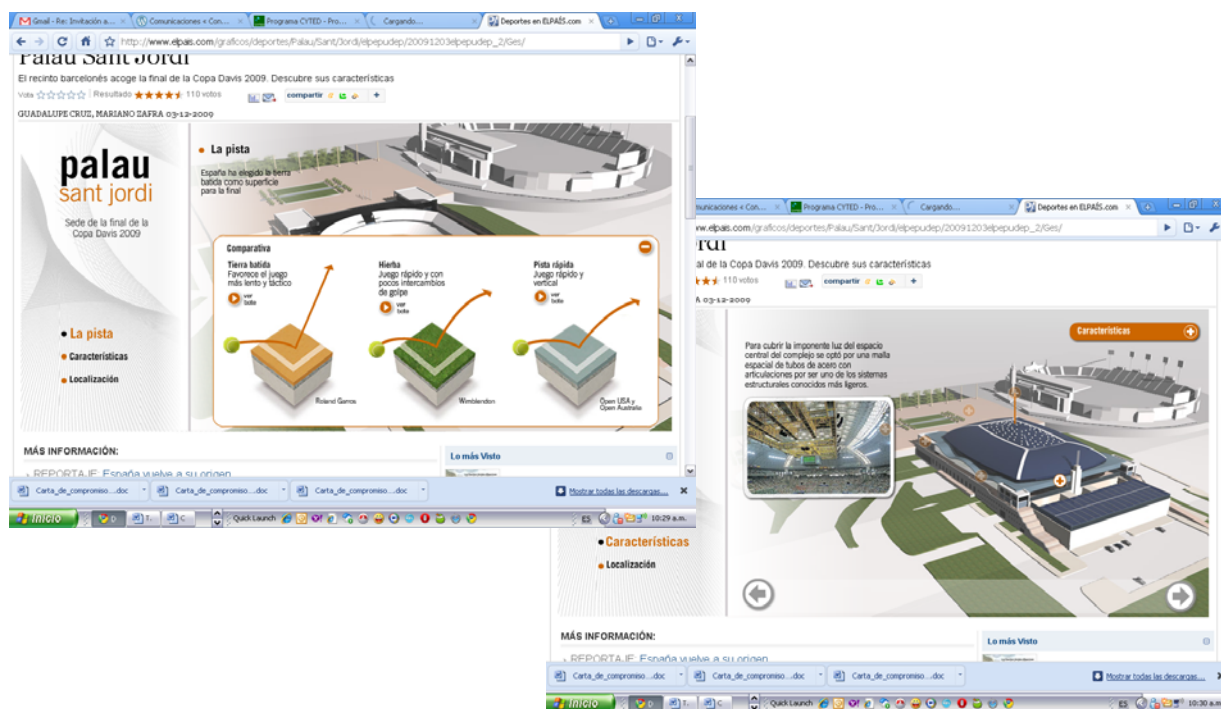 Gmail - Re: Invitación a...
Comunicaciones « Con...
Programa CYTED - Pro...
Cargando...
Deportes en ELPAÍS.com
http://www.elpais.com/graficos/deportes/Palau/Sant/Jordi/elpepudep/20091203elpepudep_2/Ges/
Palau Sant Jordi
El recinto barcelonés acoge la final de la Copa Davis 2009. Descubre sus características
Vota
Resultado
110 votos
compartir
+
GUADALUPE CRUZ, MARIANO ZAFRA 03-12-2009
palau
sant jordi
Sede de la final de la
Copa Davis 2009
• La pista
• Características
• Localización
• La pista
España ha elegido la tierra
batida como superficie
para la final
Comparativa
Tierra batida
Favorece el juego
más lento y táctico
ver
bote
Roland Garros
Hierba
Juego rápido y con
pocos intercambios
de golpe
ver
bote
Wimblendon
Pista rápida
Juego rápido y
vertical
ver
bote
Open USA y
Open Australia
MÁS INFORMACIÓN:
REPORTAJE: España vuelve a su origen
Lo más Visto
Carta_de_compromiso....doc
Carta_de_compromiso....doc
Carta_de_compromiso....doc
Mostrar todas las descargas...
Inicio
D
T.
C
Quick Launch
ES
10:29 a.m.
municaciones « Con...
Programa CYTED - Pro...
Cargando...
Deportes en ELPAÍS.com
ww.elpais.com/graficos/deportes/Palau/Sant/Jordi/elpepudep/20091203elpepudep_2/Ges/
rdi
al de la Copa Davis 2009. Descubre sus características
110 votos
compartir
+
A 03-12-2009
Características
Para cubrir la imponente luz del espacio
central del complejo se optó por una malla
espacial de tubos de acero con
articulaciones por ser uno de los sistemas
estructurales conocidos más ligeros.
• Características
• Localización
MÁS INFORMACIÓN:
REPORTAJE: España vuelve a su origen
Lo más Visto
Carta_de_compromiso....doc
Carta_de_compromiso....doc
Carta_de_compromiso....doc
Mostrar todas las descargas...
Inicio
D
T.
C
Quick Launch
ES
10:30 a.m.